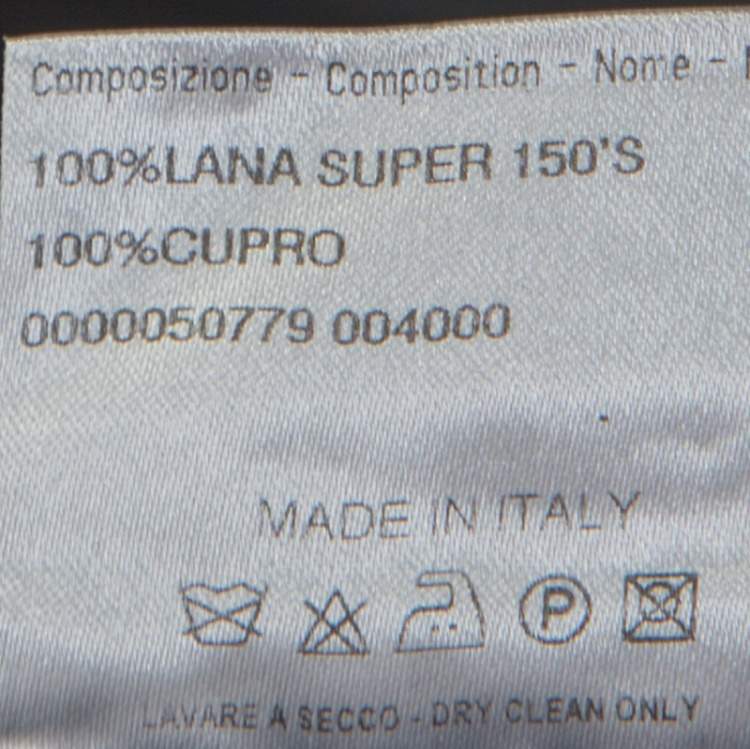 Composizione - Composition - Nome -
100%LANA SUPER 150'S
100%CUPRO
0000050779 004000
MADE IN ITALY
P
LAVARE A SECCO - DRY CLEAN ONLY